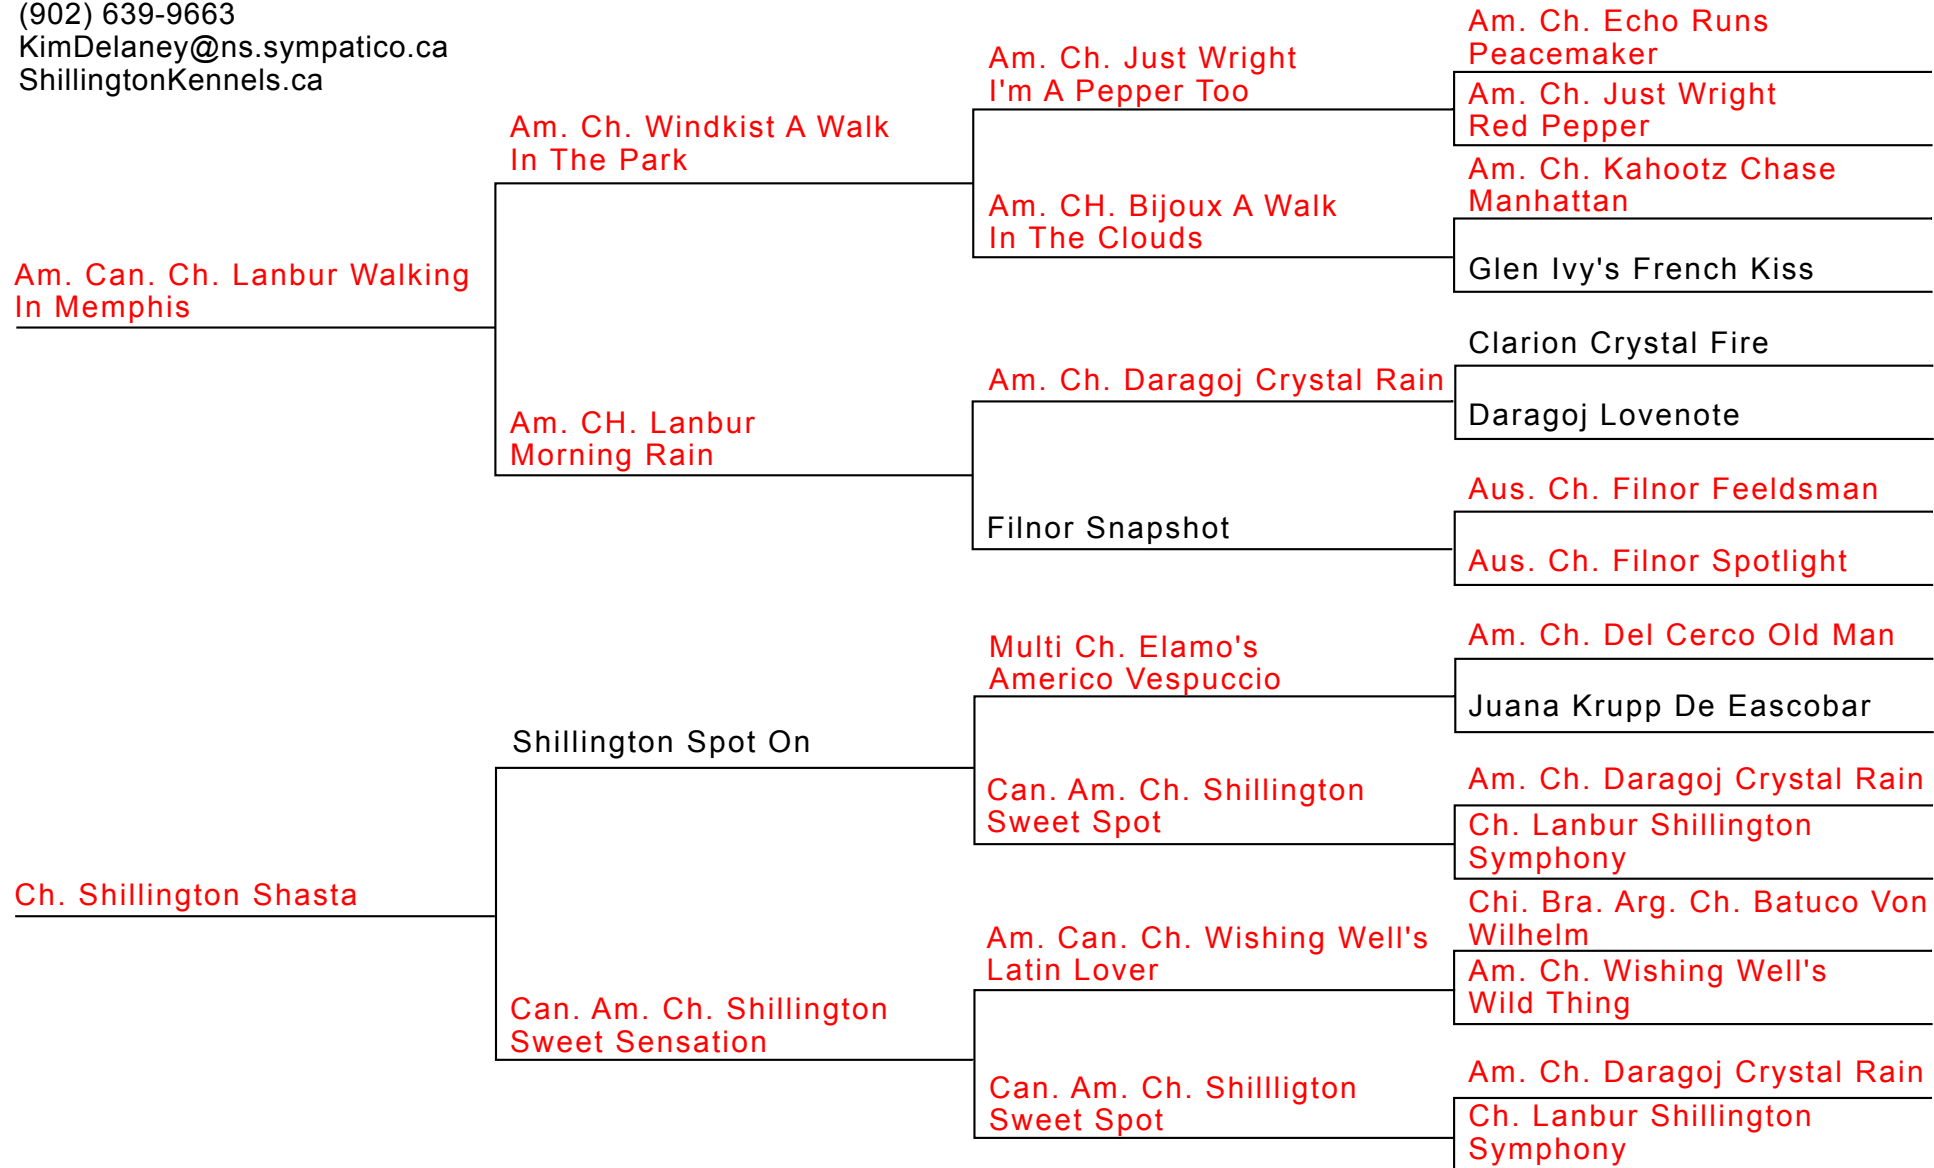 (902) 639-9663
KimDelaney@ns.sympatico.ca
ShillingtonKennels.ca
Am. Can. Ch. Lanbur Walking
In Memphis
Ch. Shillington Shasta
Am. Ch. Windkist A Walk
In The Park
Am. CH. Lanbur
Morning Rain
Shillington Spot On
Can. Am. Ch. Shillington
Sweet Sensation
Am. Ch. Just Wright
I'm A Pepper Too
Am. CH. Bijoux A Walk
In The Clouds
Am. Ch. Daragoj Crystal Rain
Filnor Snapshot
Multi Ch. Elamo's
Americo Vespuccio
Can. Am. Ch. Shillington
Sweet Spot
Am. Can. Ch. Wishing Well's
Latin Lover
Can. Am. Ch. Shillligton
Sweet Spot
Am. Ch. Echo Runs
Peacemaker
Am. Ch. Just Wright
Red Pepper
Am. Ch. Kahootz Chase
Manhattan
Glen Ivy's French Kiss
Clarion Crystal Fire
Daragoj Lovenote
Aus. Ch. Filnor Feeldsman
Aus. Ch. Filnor Spotlight
Am. Ch. Del Cerco Old Man
Juana Krupp De Eascobar
Am. Ch. Daragoj Crystal Rain
Ch. Lanbur Shillington
Symphony
Chi. Bra. Arg. Ch. Batuco Von
Wilhelm
Am. Ch. Wishing Well's
Wild Thing
Am. Ch. Daragoj Crystal Rain
Ch. Lanbur Shillington
Symphony